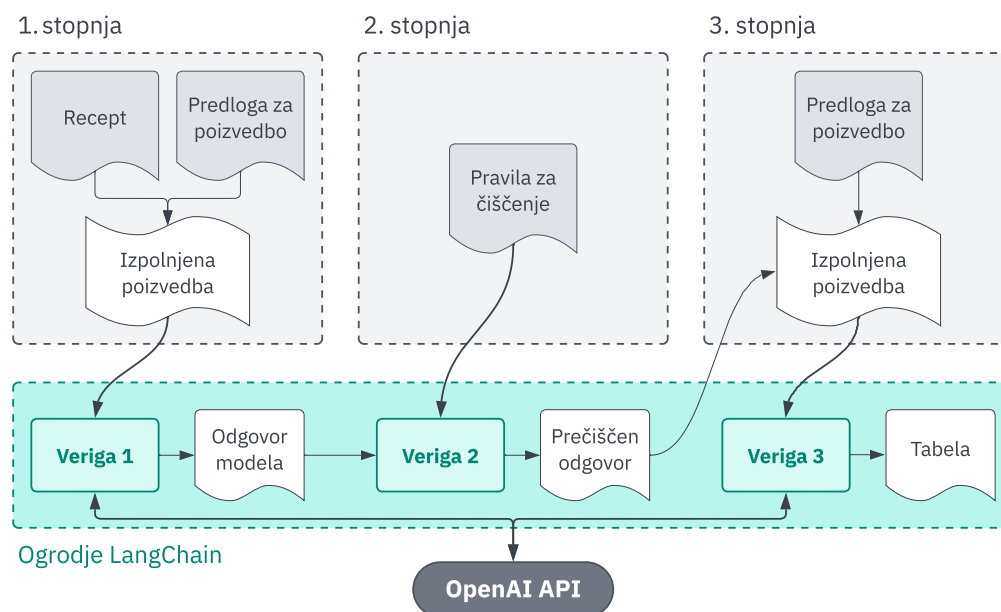 1. stopnja
2. stopnja
3. stopnja
Recept
Predloga za
poizvedbo
Izpolnjena
poizvedba
Pravila za
čiščenje
Predloga za
poizvedbo
Izpolnjena
poizvedba
Veriga 1
Odgovor
modela
Veriga 2
Prečiščen
odgovor
Veriga 3
Tabela
Ogrodje LangChain
OpenAI API